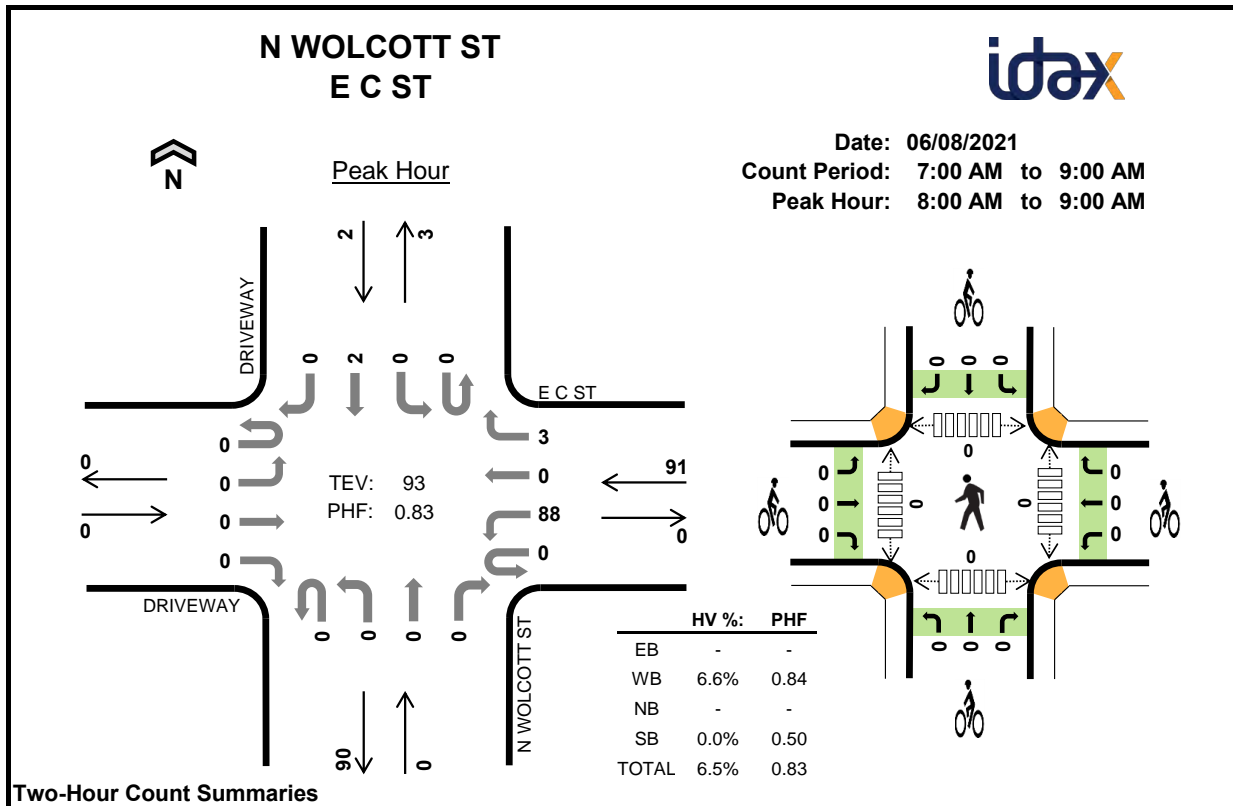 N WOLCOTT ST
E C ST
idax
Date: 06/08/2021
Count Period: 7:00 AM to 9:00 AM
Peak Hour: 8:00 AM to 9:00 AM
N
Peak Hour
2
3
DRIVEWAY
0 2 0 0
E C ST
0
0
0
0
0
0
TEV: 93
PHF: 0.83
3
0
88
0
91
0
DRIVEWAY
0 0 0 0
N WOLCOTT ST
90
0
HV %: PHF
EB - -
WB 6.6% 0.84
NB - -
SB 0.0% 0.50
TOTAL 6.5% 0.83
0 0 0
0
0
0
0
0
0
0
0
0
0
0
0 0 0
Two-Hour Count Summaries